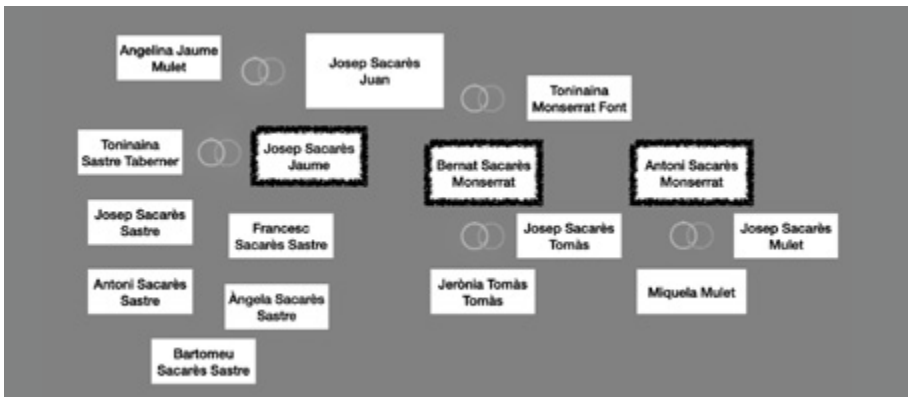 Angelina Jaume
Mulet
Josep Sacarès
Juan
Toninaina
Monserrat Font
Toninaina
Sastre Taberner
Josep Sacarès
Jaume
Bernat Sacarès
Monserrat
Antoni Sacarès
Monserrat
Josep Sacarès
Sastre
Francesc
Sacarès Sastre
Josep Sacarès
Tomàs
Josep Sacarès
Mulet
Antoni Sacarès
Sastre
Àngela Sacarès
Sastre
Jerònia Tomàs
Tomàs
Miquela Mulet
Bartomeu
Sacarès Sastre